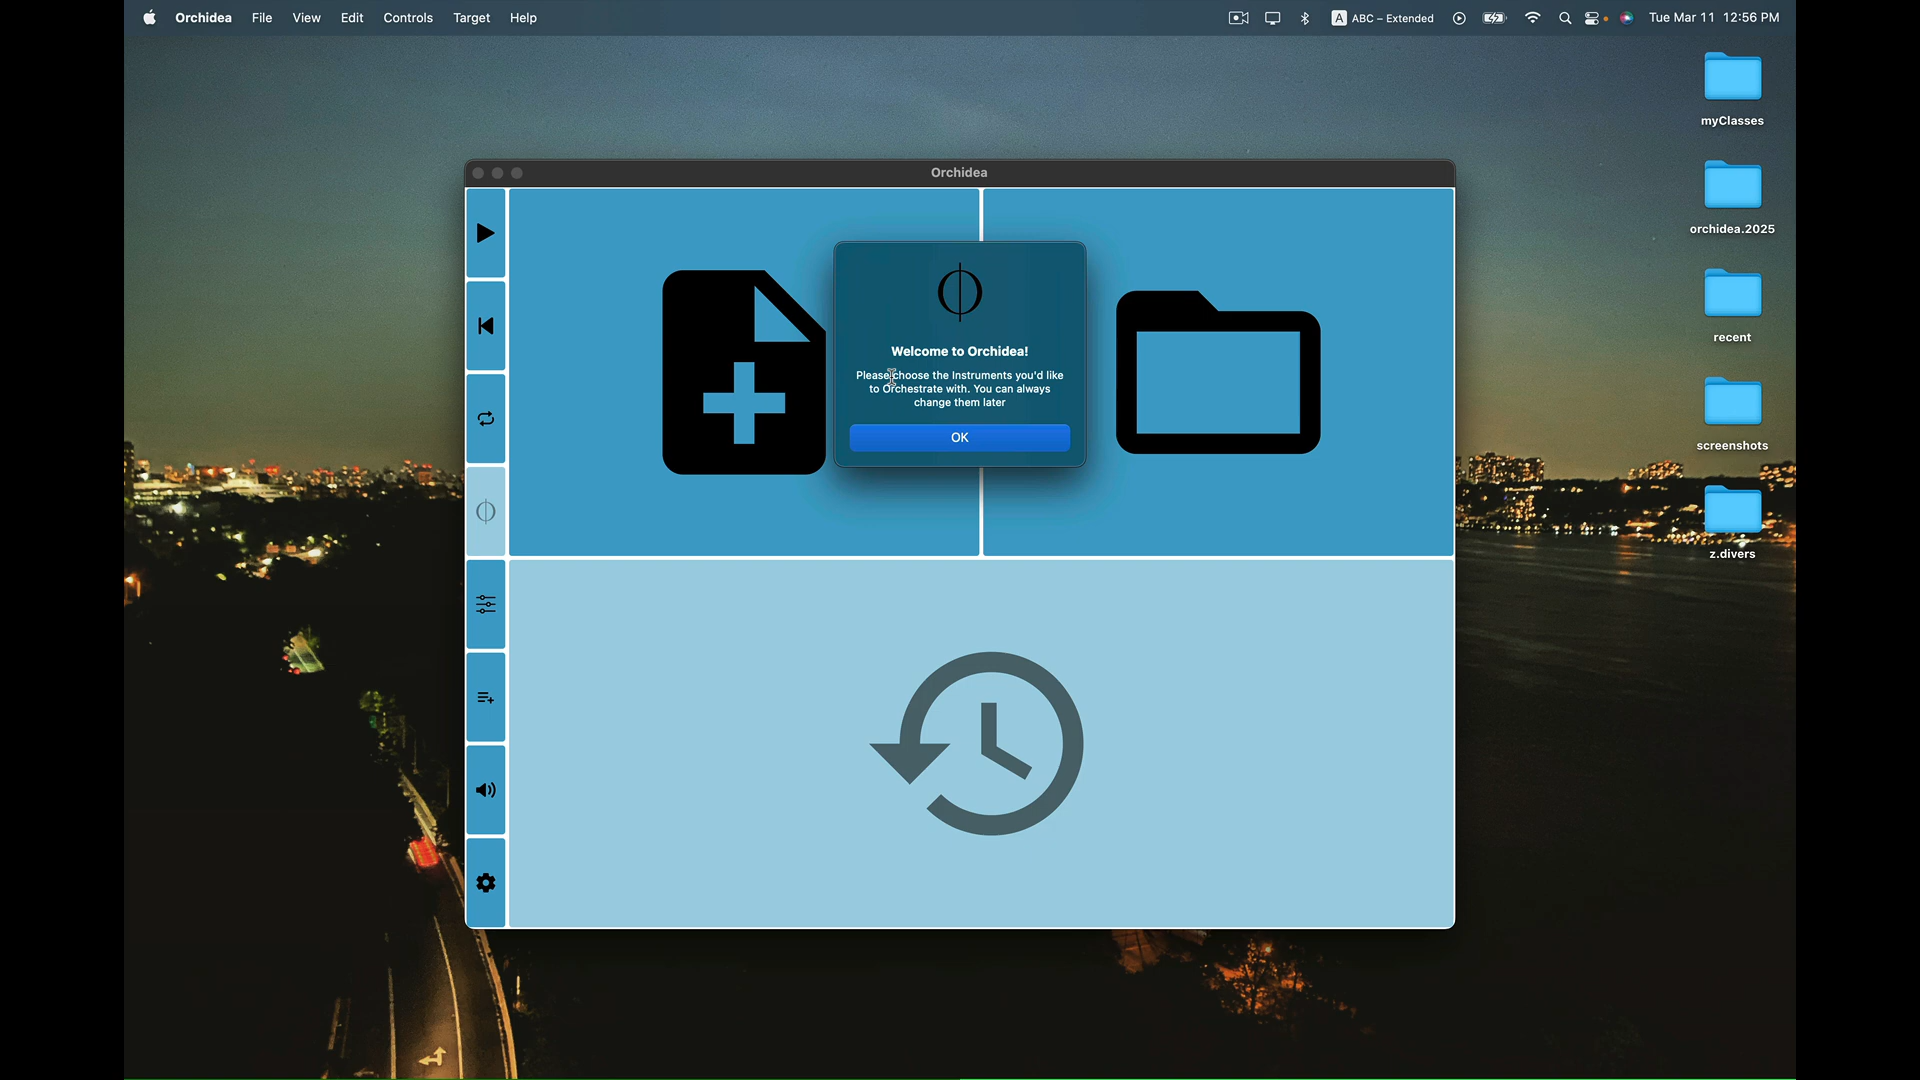 Orchidea File View Edit Controls Target Help
A ABC – Extended Tue Mar 11 12:56 PM
myClasses
orchidea.2025
recent
screenshots
z.divers
Orchidea
Welcome to Orchidea!
Please choose the Instruments you'd like
to Orchestrate with. You can always
change them later
OK